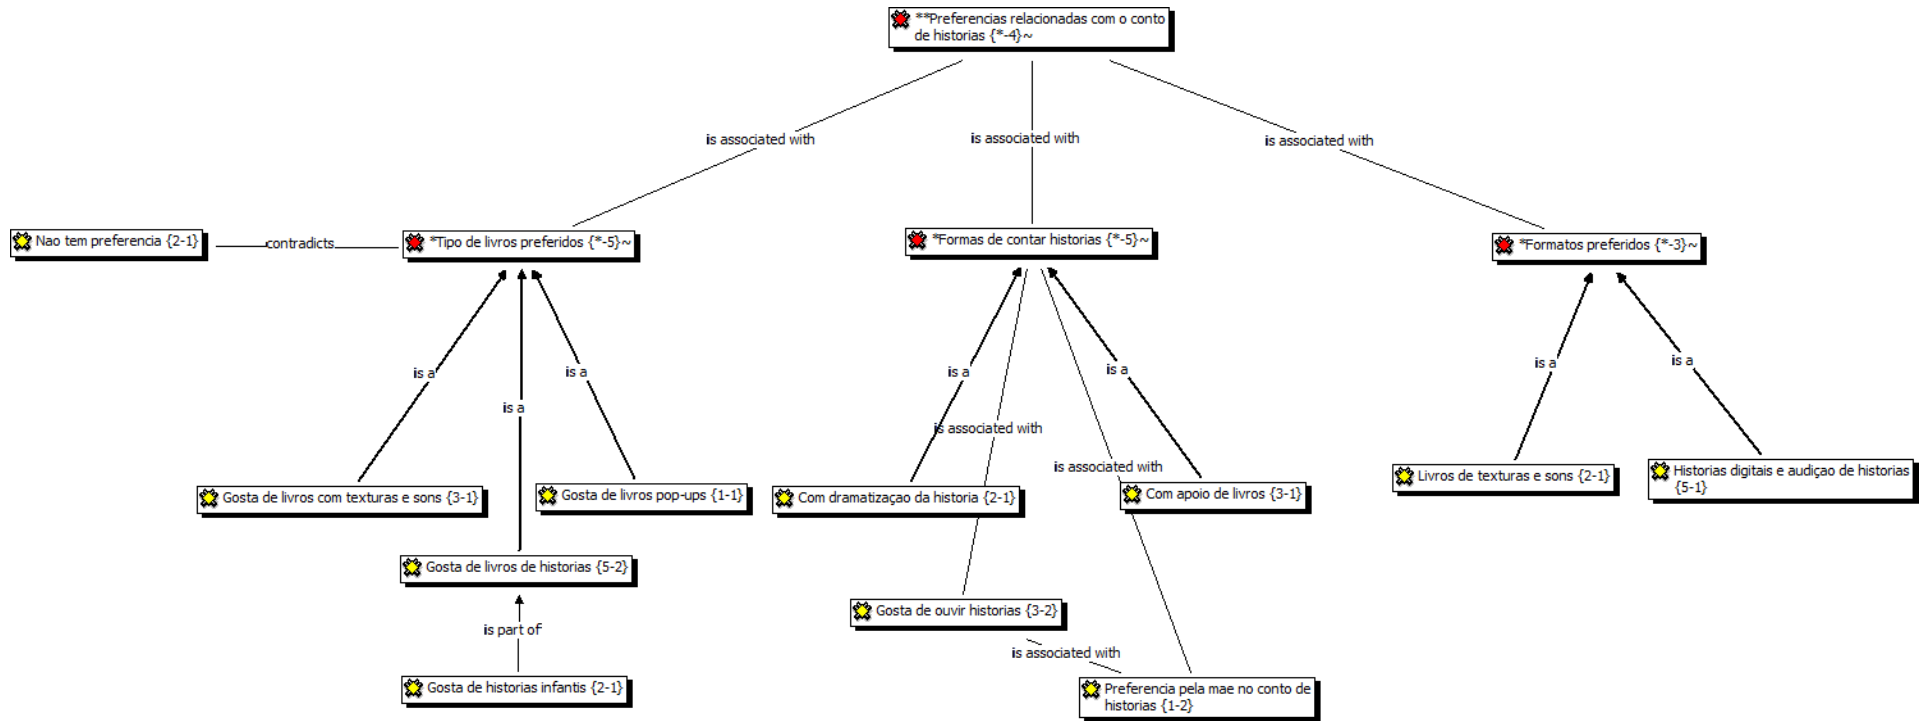 **Preferencias relacionadas com o conto
de historias {*-4}~
is associated with
is associated with
is associated with
Nao tem preferencia {2-1}
contradicts
*Tipo de livros preferidos {*-5}~
*Formas de contar historias {*-5}~
*Formatos preferidos {*-3}~
is a
is a
is a
is a
is a
is a
is a
is associated with
is associated with
Gosta de livros com texturas e sons {3-1}
Gosta de livros pop-ups {1-1}
Com dramatizaçao da historia {2-1}
Com apoio de livros {3-1}
Livros de texturas e sons {2-1}
Historias digitais e audiçao de historias
{5-1}
Gosta de livros de historias {5-2}
Gosta de ouvir historias {3-2}
is part of
is associated with
Gosta de historias infantis {2-1}
Preferencia pela mae no conto de
historias {1-2}